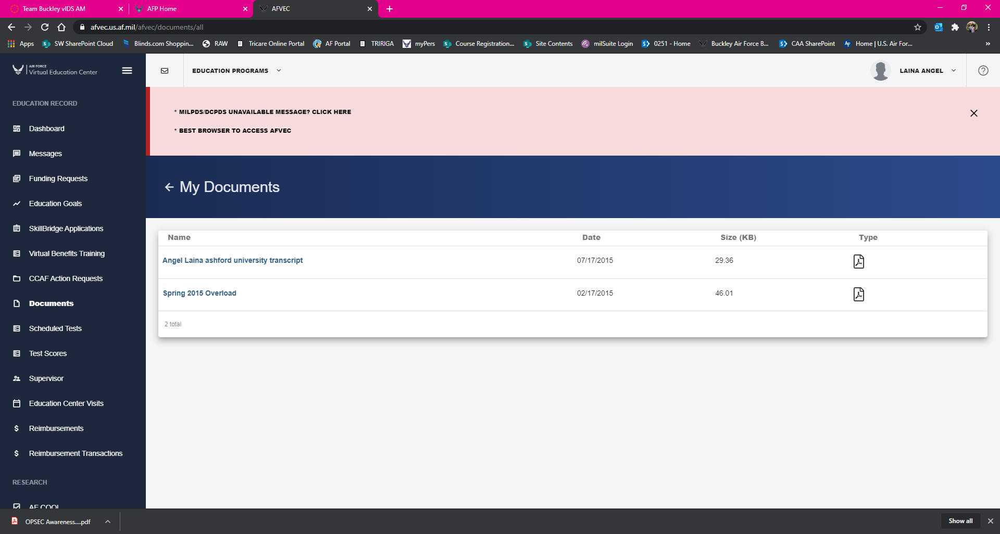 Team Buckley vIDS AM
AFP Home
AFVEC
afvec.us.af.mil/afvec/documents/all
Apps
SW SharePoint Cloud
Blinds.com Shoppin...
RAW
Tricare Online Portal
AF Portal
TRIRIGA
myPers
Course Registration...
Site Contents
milSuite Login
0251 - Home
Buckley Air Force B...
CAA SharePoint
Home | U.S. Air For...
AIR FORCE
Virtual Education Center
EDUCATION PROGRAMS
LAINA ANGEL
EDUCATION RECORD
Dashboard
Messages
Funding Requests
Education Goals
SkillBridge Applications
Virtual Benefits Training
CCAF Action Requests
Documents
Scheduled Tests
Test Scores
Supervisor
Education Center Visits
Reimbursements
Reimbursement Transactions
RESEARCH
AF COOL
* MILPDS/DCPDS UNAVAILABLE MESSAGE? CLICK HERE
* BEST BROWSER TO ACCESS AFVEC
My Documents
Name Date Size (KB) Type
Angel Laina ashford university transcript 07/17/2015 29.36
Spring 2015 Overload 02/17/2015 46.01
2 total
OPSEC Awareness....pdf
Show all